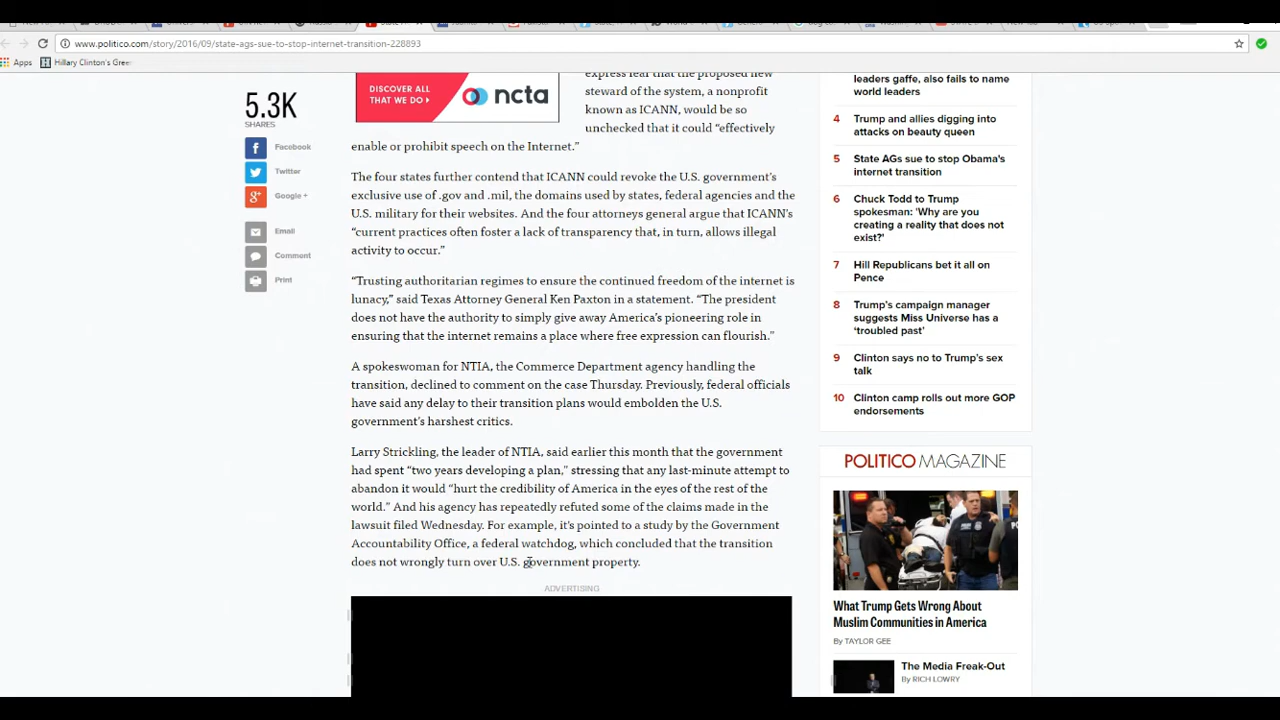 www.politico.com/story/2016/09/state-ags-sue-to-stop-internet-transition-228893
Apps
Hillary Clinton's Gree
5.3K
SHARES
Facebook
Twitter
Google +
Email
Comment
Print
DISCOVER ALL
THAT WE DO
ncta
express fear that the proposed new
steward of the system, a nonprofit
known as ICANN, would be so
unchecked that it could “effectively
enable or prohibit speech on the Internet.”
The four states further contend that ICANN could revoke the U.S. government’s
exclusive use of .gov and .mil, the domains used by states, federal agencies and the
U.S. military for their websites. And the four attorneys general argue that ICANN’s
“current practices often foster a lack of transparency that, in turn, allows illegal
activity to occur.”
“Trusting authoritarian regimes to ensure the continued freedom of the internet is
lunacy,” said Texas Attorney General Ken Paxton in a statement. “The president
does not have the authority to simply give away America’s pioneering role in
ensuring that the internet remains a place where free expression can flourish.”
A spokeswoman for NTIA, the Commerce Department agency handling the
transition, declined to comment on the case Thursday. Previously, federal officials
have said any delay to their transition plans would embolden the U.S.
government’s harshest critics.
Larry Strickling, the leader of NTIA, said earlier this month that the government
had spent “two years developing a plan,” stressing that any last-minute attempt to
abandon it would “hurt the credibility of America in the eyes of the rest of the
world.” And his agency has repeatedly refuted some of the claims made in the
lawsuit filed Wednesday. For example, it’s pointed to a study by the Government
Accountability Office, a federal watchdog, which concluded that the transition
does not wrongly turn over U.S. government property.
ADVERTISING
leaders gaffe, also fails to name
world leaders
4 Trump and allies digging into
attacks on beauty queen
5 State AGs sue to stop Obama's
internet transition
6 Chuck Todd to Trump
spokesman: 'Why are you
creating a reality that does not
exist?'
7 Hill Republicans bet it all on
Pence
8 Trump’s campaign manager
suggests Miss Universe has a
‘troubled past’
9 Clinton says no to Trump’s sex
talk
10 Clinton camp rolls out more GOP
endorsements
POLITICO MAGAZINE
What Trump Gets Wrong About
Muslim Communities in America
By TAYLOR GEE
The Media Freak-Out
By RICH LOWRY